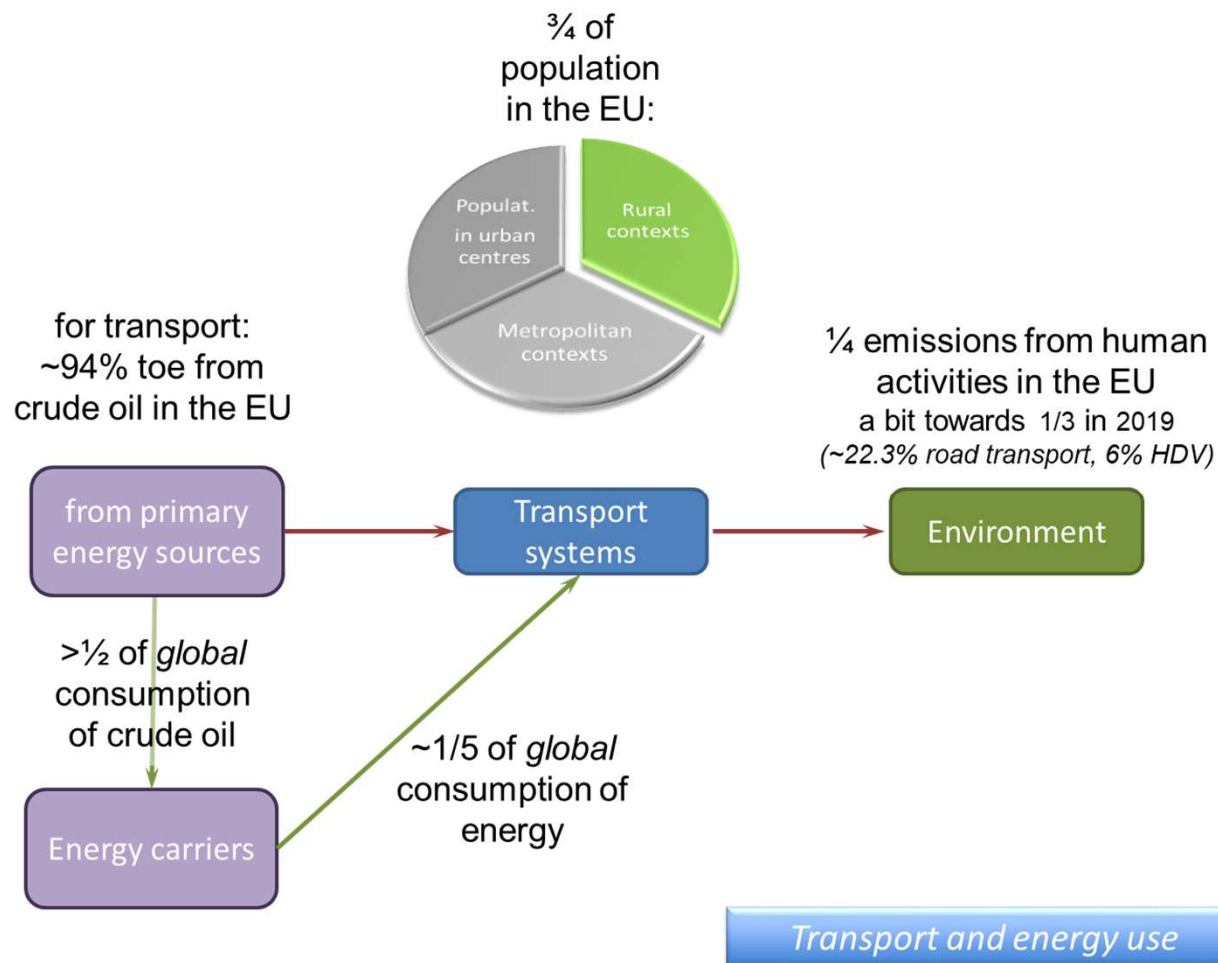 ¾ of
population
in the EU:
Populat.
in urban
centres
Rural
contexts
Metropolitan
contexts
for transport:
~94% toe from
crude oil in the EU
¼ emissions from human
activities in the EU
a bit towards 1/3 in 2019
(~22.3% road transport, 6% HDV)
from primary
energy sources
Transport
systems
Environment
>½ of global
consumption
of crude oil
~1/5 of global
consumption of
energy
Energy carriers
Transport and energy use